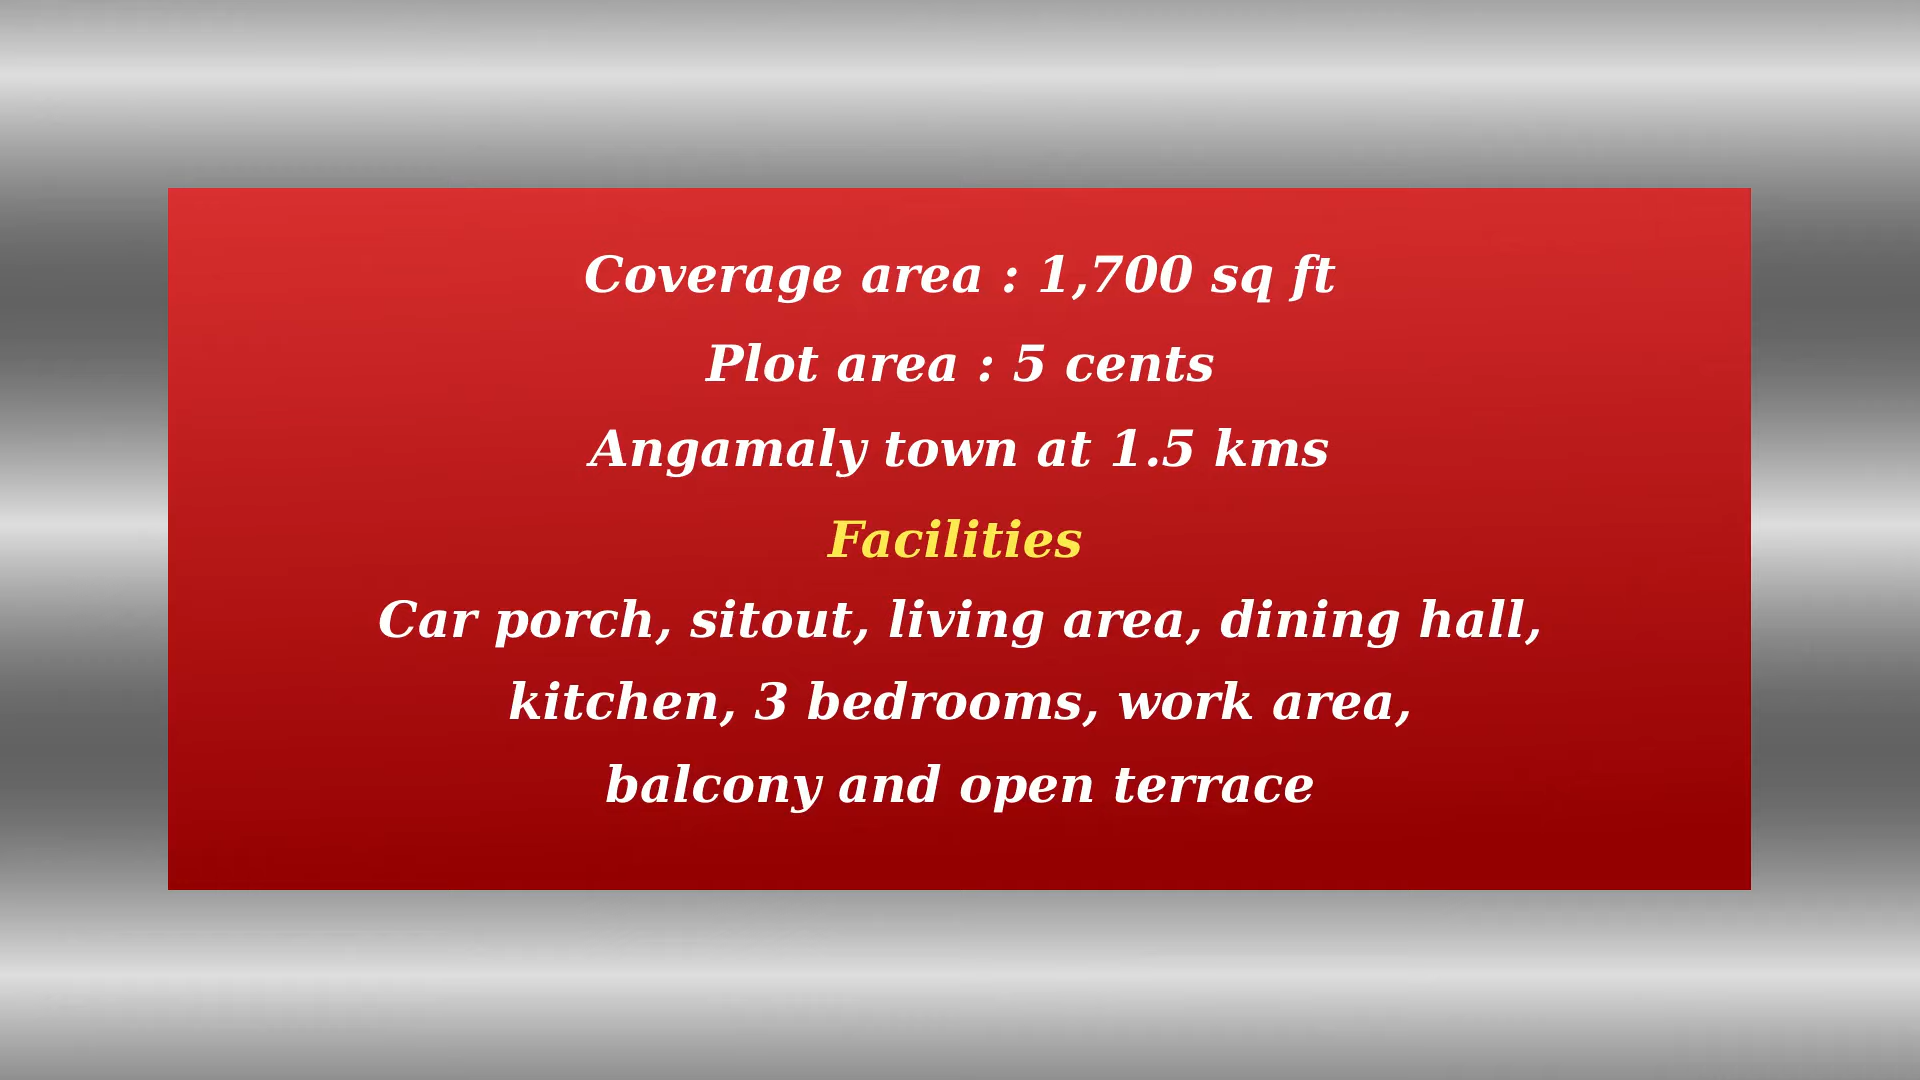 Coverage area : 1,700 sq ft
Plot area : 5 cents
Angamaly town at 1.5 kms
Facilities
Car porch, sitout, living area, dining hall,
kitchen, 3 bedrooms, work area,
balcony and open terrace